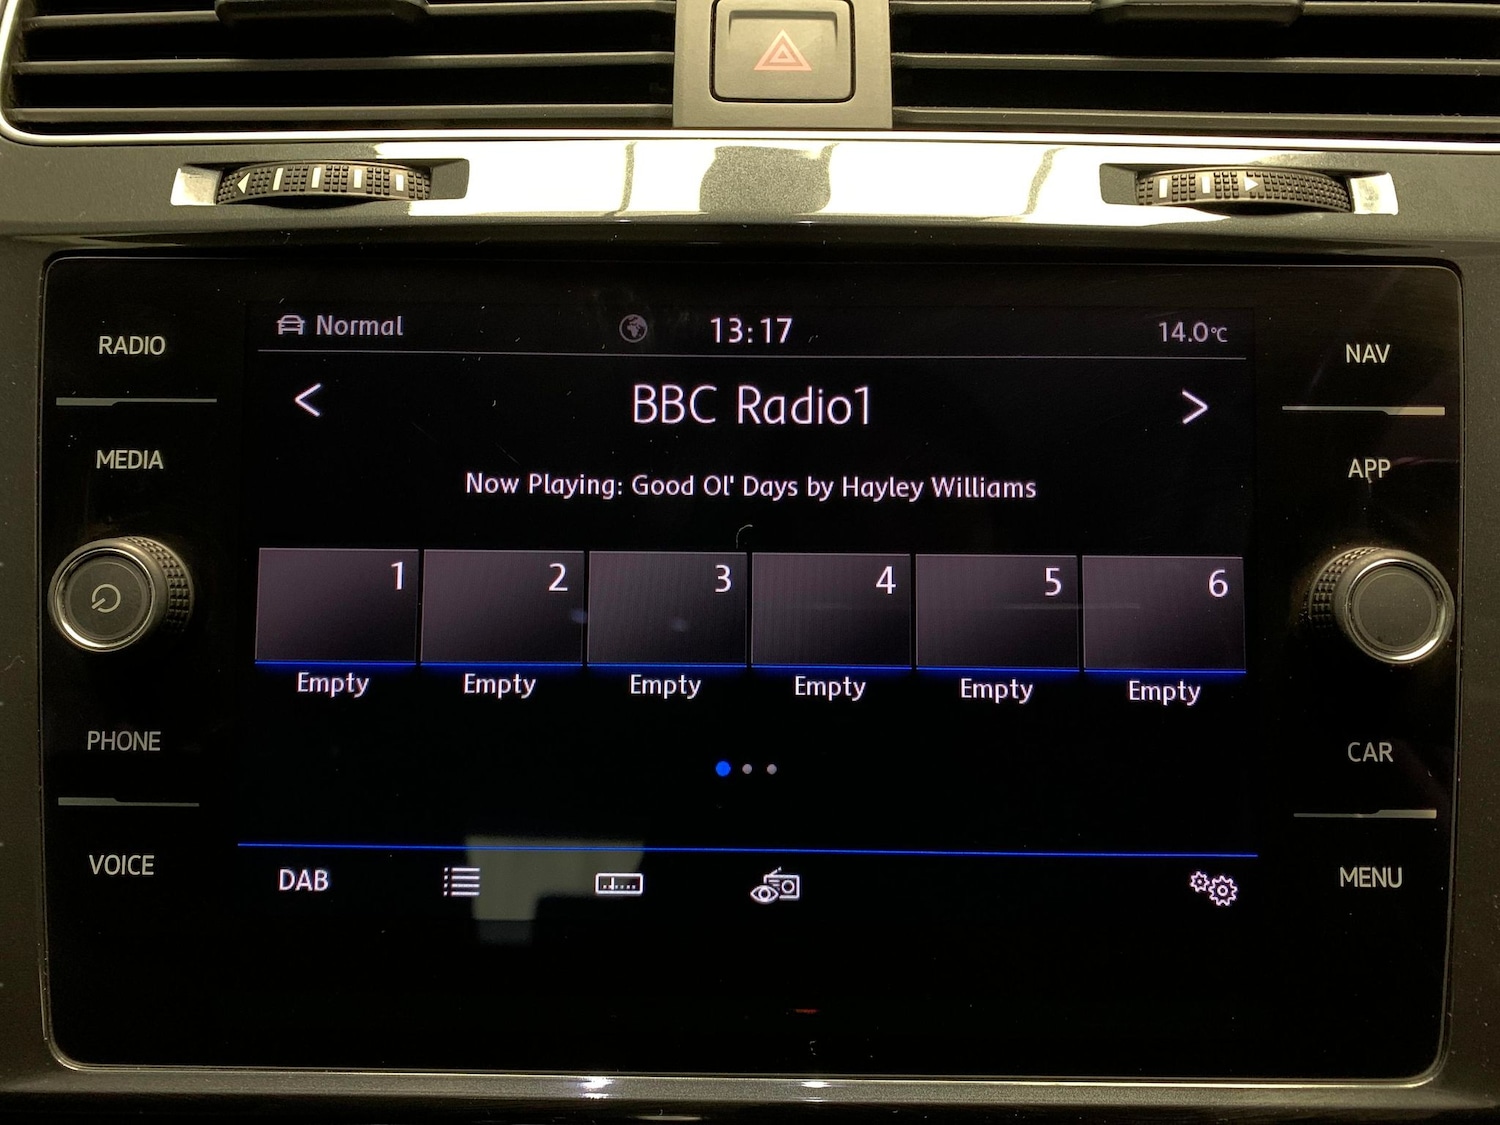 Normal
13:17
14.0°C
RADIO
NAV
< BBC Radio1 >
MEDIA
APP
Now Playing: Good Ol' Days by Hayley Williams
1 2 3 4 5 6
Empty Empty Empty Empty Empty Empty
PHONE
CAR
VOICE
DAB
MENU